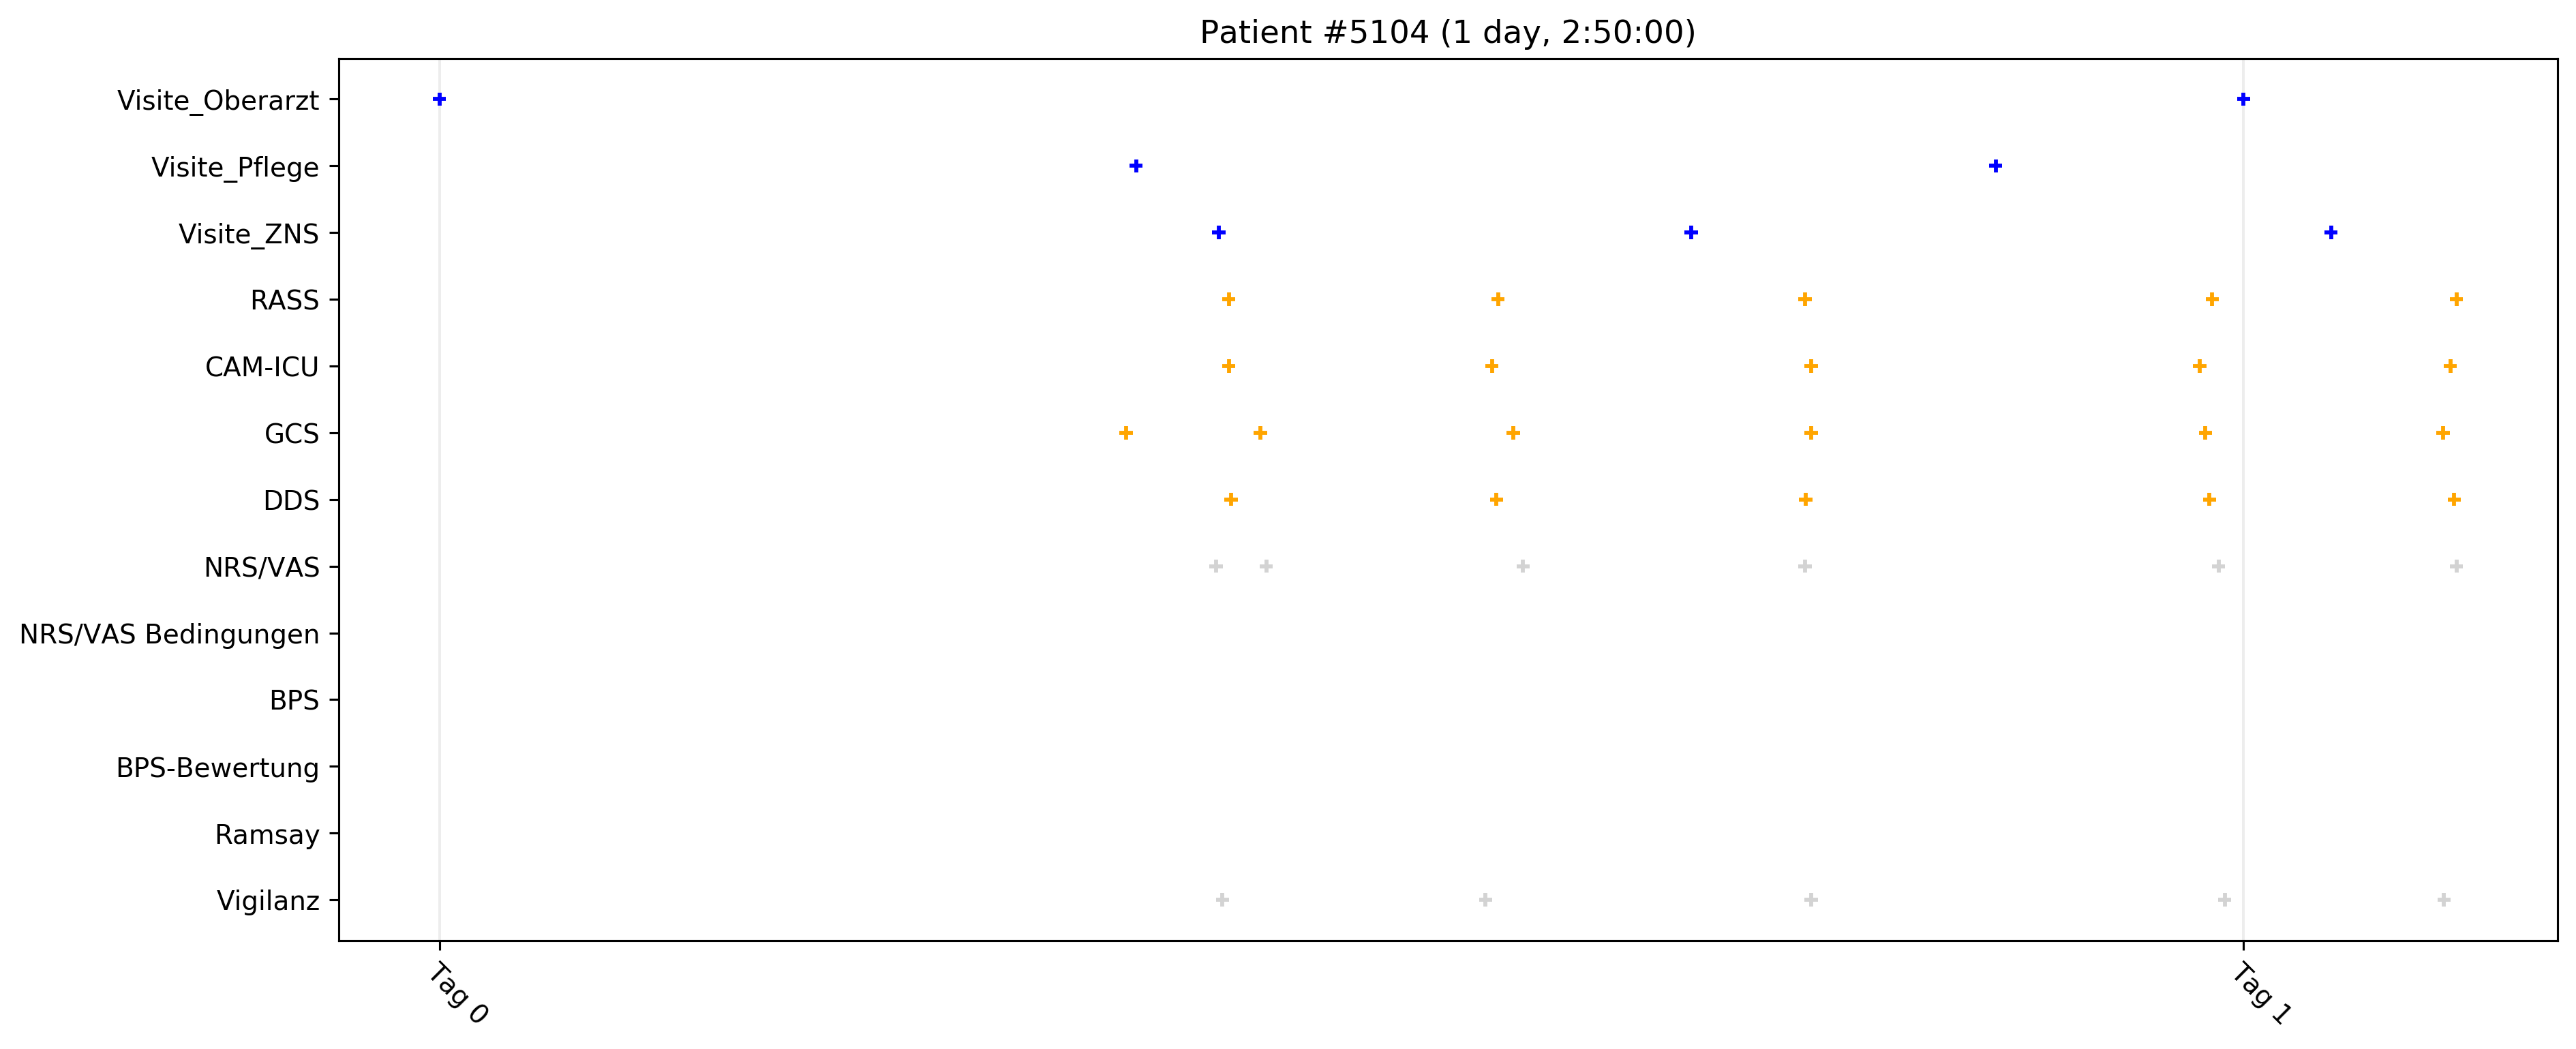 Patient #5104 (1 day, 2:50:00)
Visite_Oberarzt
Visite_Pflege
Visite_ZNS
RASS
CAM-ICU
GCS
DDS
NRS/VAS
NRS/VAS Bedingungen
BPS
BPS-Bewertung
Ramsay
Vigilanz
Tag 0
Tag 1